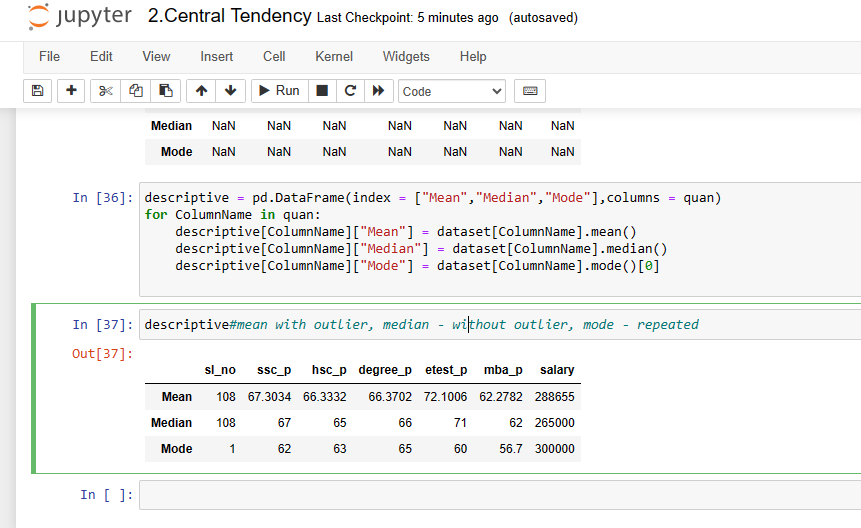 jupyter 2.Central Tendency Last Checkpoint: 5 minutes ago (autosaved)
File Edit View Insert Cell Kernel Widgets Help
Run Code
Median NaN NaN NaN NaN NaN NaN NaN
Mode NaN NaN NaN NaN NaN NaN NaN
In [36]: descriptive = pd.DataFrame(index = ["Mean","Median","Mode"],columns = quan)
for ColumnName in quan:
    descriptive[ColumnName]["Mean"] = dataset[ColumnName].mean()
    descriptive[ColumnName]["Median"] = dataset[ColumnName].median()
    descriptive[ColumnName]["Mode"] = dataset[ColumnName].mode()[0]
In [37]: descriptive#mean with outlier, median - without outlier, mode - repeated
Out[37]:
sl_no ssc_p hsc_p degree_p etest_p mba_p salary
Mean 108 67.3034 66.3332 66.3702 72.1006 62.2782 288655
Median 108 67 65 66 71 62 265000
Mode 1 62 63 65 60 56.7 300000
In [ ]: